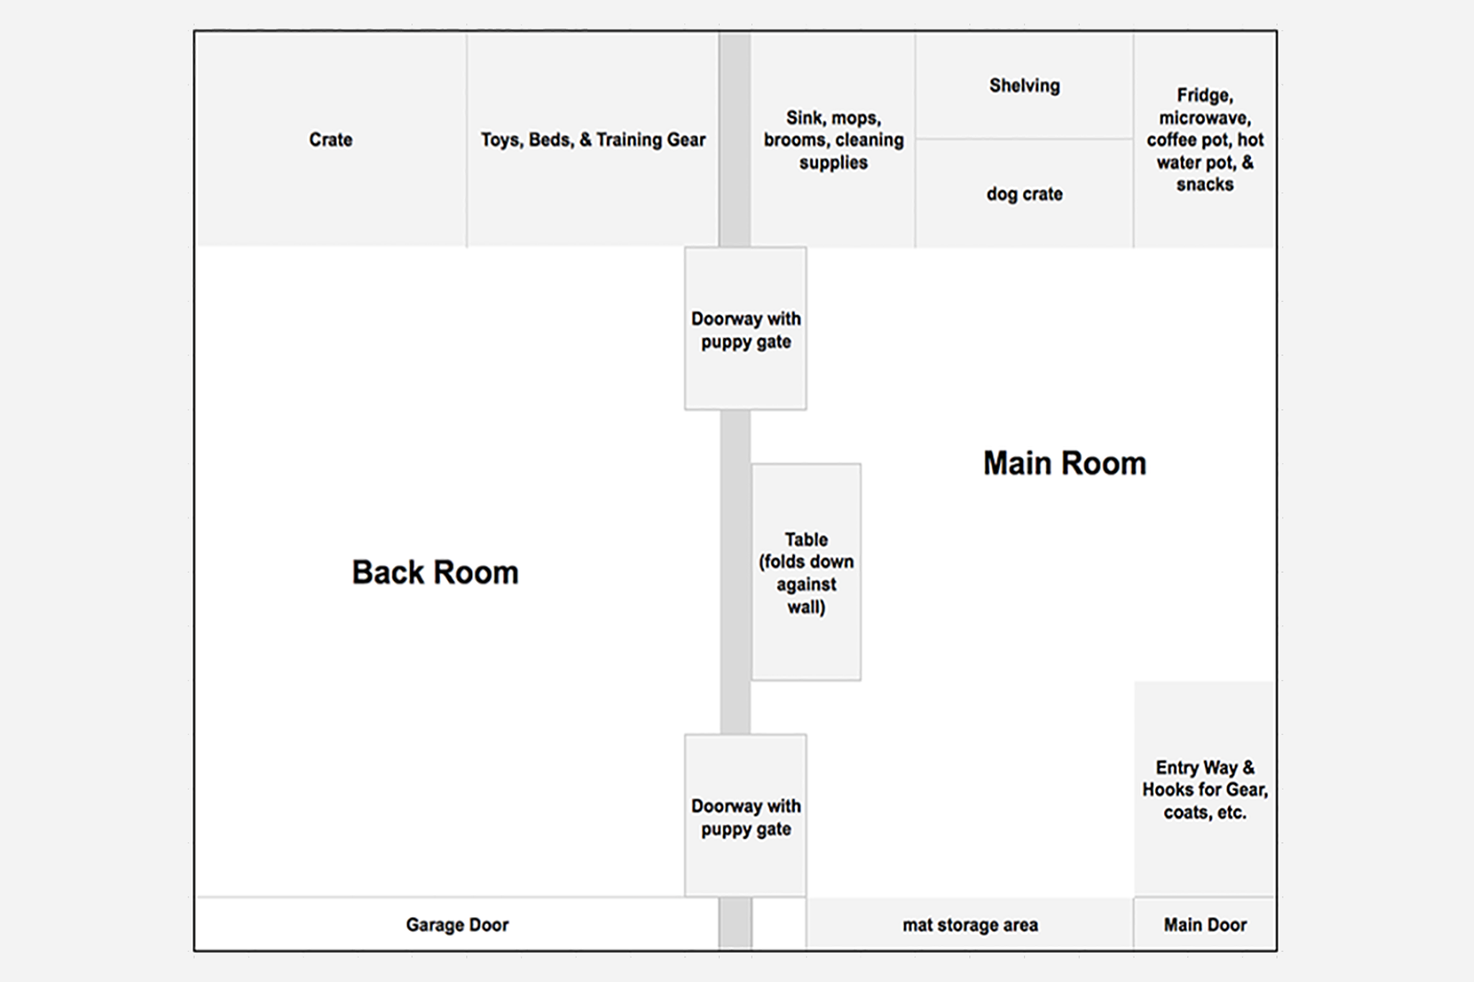 Crate
Toys, Beds, & Training Gear
Sink, mops,
brooms, cleaning
supplies
Shelving
dog crate
Fridge,
microwave,
coffee pot, hot
water pot, &
snacks
Doorway with
puppy gate
Main Room
Table
(folds down
against
wall)
Back Room
Doorway with
puppy gate
Entry Way &
Hooks for Gear,
coats, etc.
Garage Door
mat storage area
Main Door